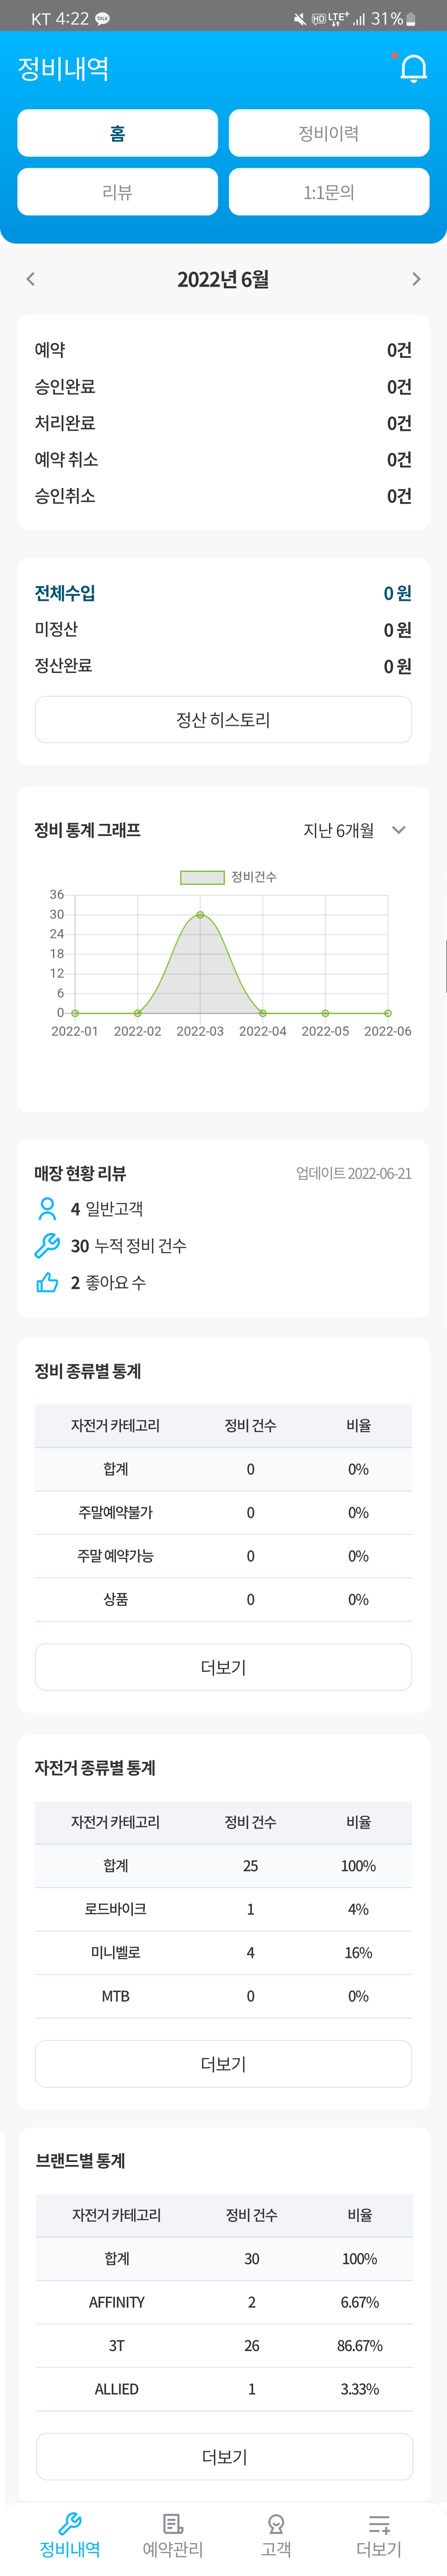 KT 4:22 TALK HD LTE+ 31%
정비내역
홈 정비이력
리뷰 1:1문의
2022년 6월
예약 0건
승인완료 0건
처리완료 0건
예약 취소 0건
승인취소 0건
전체수입 0 원
미정산 0 원
정산완료 0 원
정산 히스토리
정비 통계 그래프 지난 6개월
정비건수
36
30
24
18
12
6
0
2022-01 2022-02 2022-03 2022-04 2022-05 2022-06
매장 현황 리뷰 업데이트 2022-06-21
4 일반고객
30 누적 정비 건수
2 좋아요 수
정비 종류별 통계
자전거 카테고리 정비 건수 비율
합계 0 0%
주말예약불가 0 0%
주말 예약가능 0 0%
상품 0 0%
더보기
자전거 종류별 통계
자전거 카테고리 정비 건수 비율
합계 25 100%
로드바이크 1 4%
미니벨로 4 16%
MTB 0 0%
더보기
브랜드별 통계
자전거 카테고리 정비 건수 비율
합계 30 100%
AFFINITY 2 6.67%
3T 26 86.67%
ALLIED 1 3.33%
더보기
정비내역 예약관리 고객 더보기